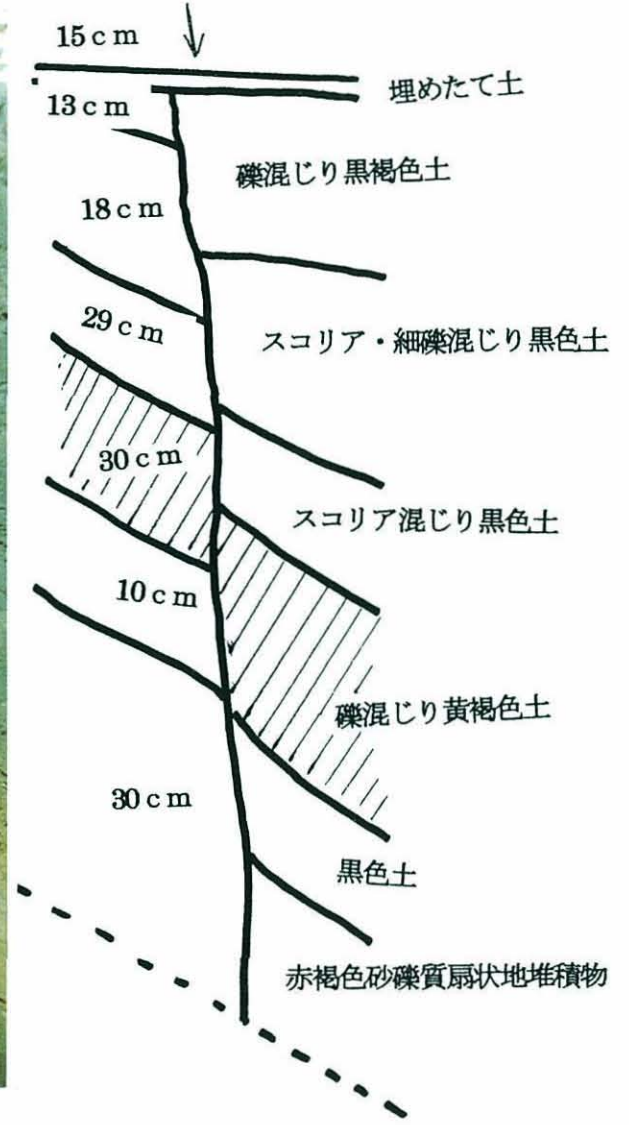 15cm
埋めたて土
13cm
礫混じり黒褐色土
18cm
29cm
スコリア・細礫混じり黒色土
30cm
スコリア混じり黒色土
10cm
礫混じり黄褐色土
30cm
黒色土
赤褐色砂礫質扇状地堆積物